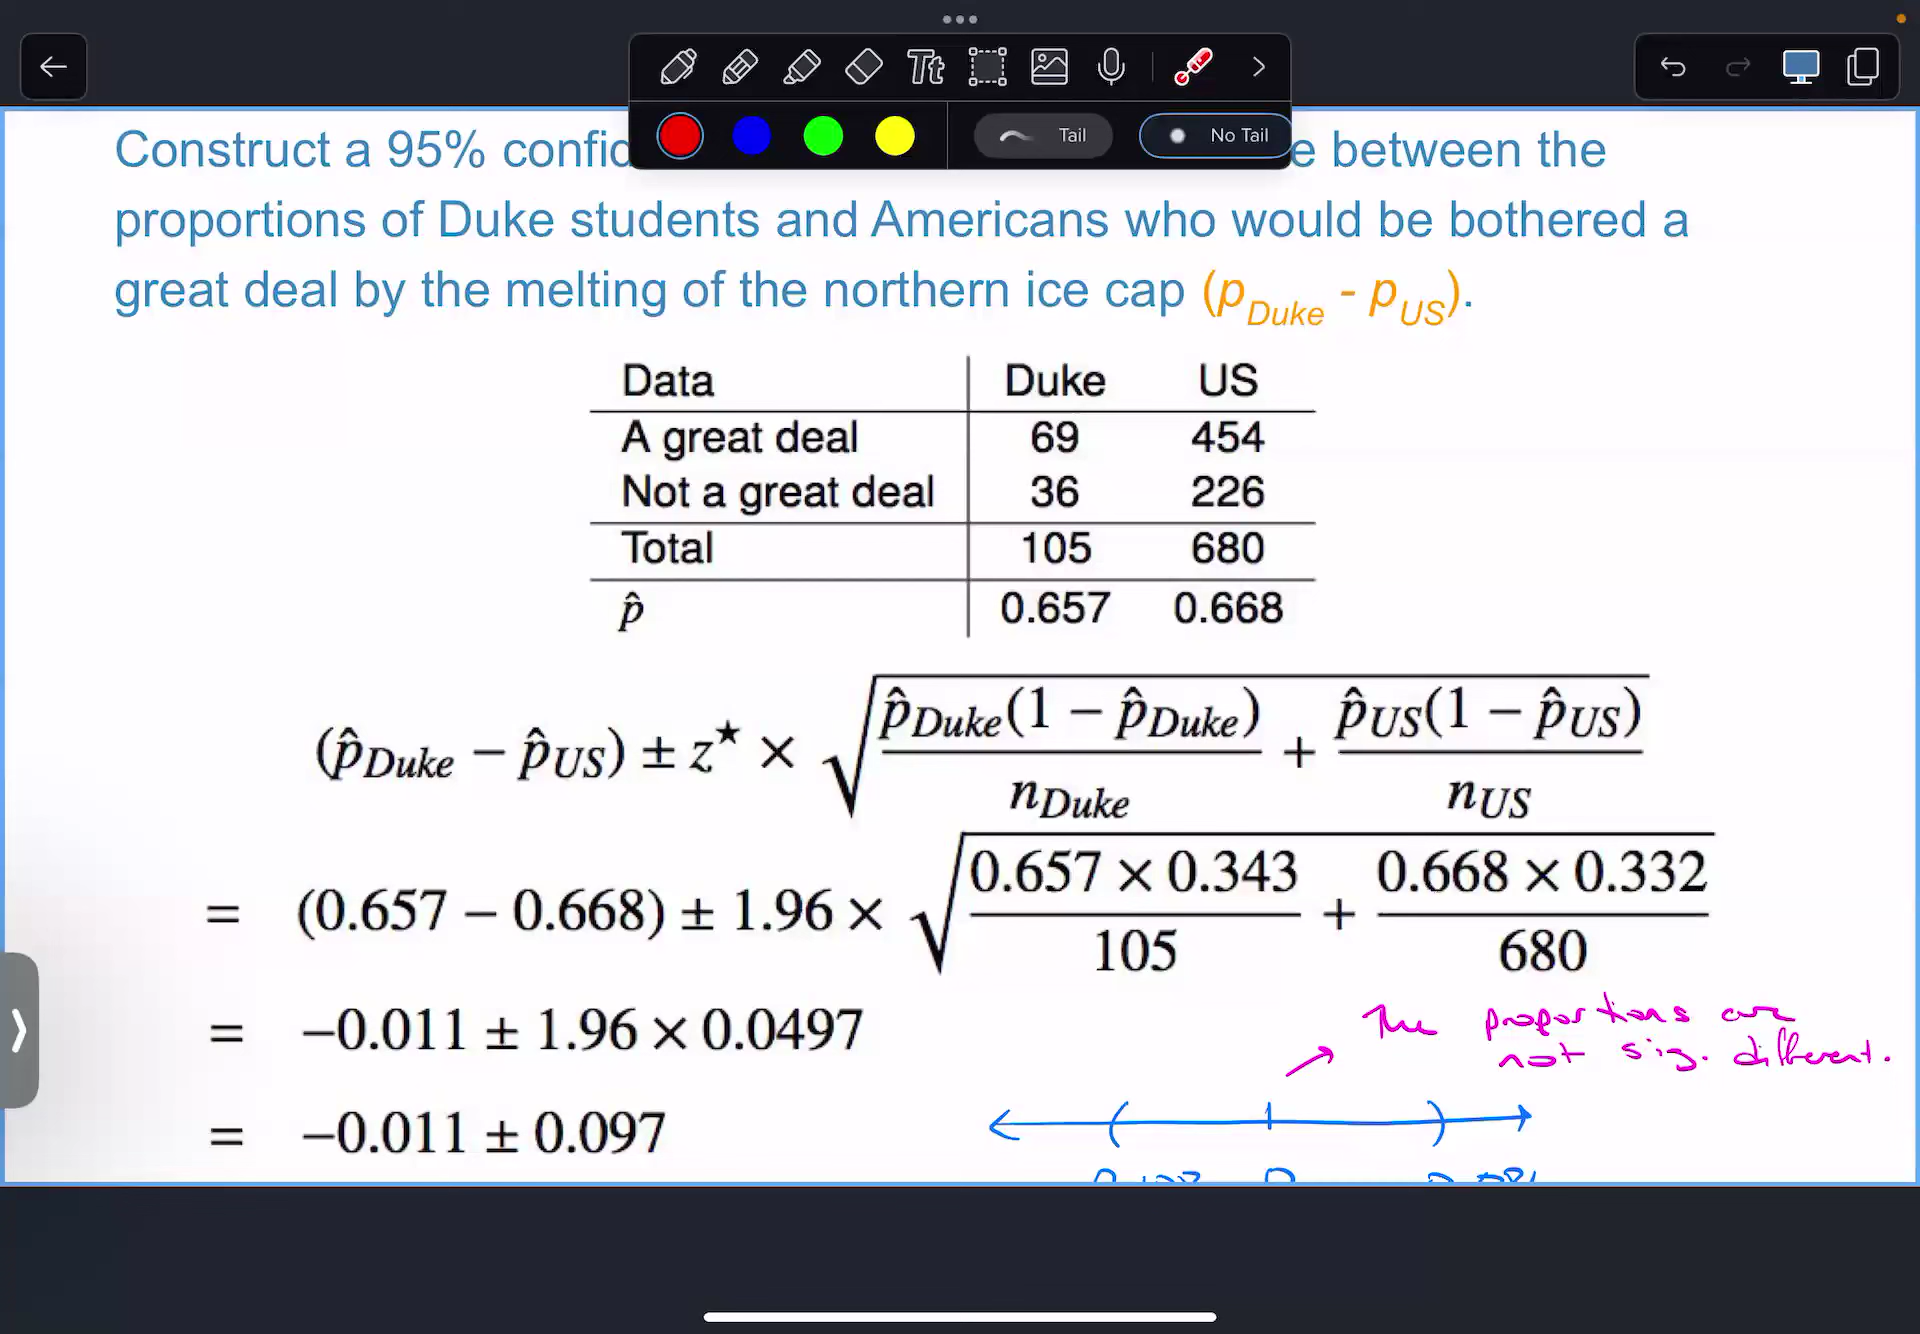 Tail
No Tail
Construct a 95% confid e between the
proportions of Duke students and Americans who would be bothered a
great deal by the melting of the northern ice cap (pDuke - pUS).
Data Duke US
A great deal 69 454
Not a great deal 36 226
Total 105 680
p̂ 0.657 0.668
(p̂Duke − p̂US) ± z⋆ × √(p̂Duke(1 − p̂Duke)/nDuke + p̂US(1 − p̂US)/nUS)
= (0.657 − 0.668) ± 1.96 × √(0.657 × 0.343/105 + 0.668 × 0.332/680)
= −0.011 ± 1.96 × 0.0497
The proportions are
not sig. different.
= −0.011 ± 0.097